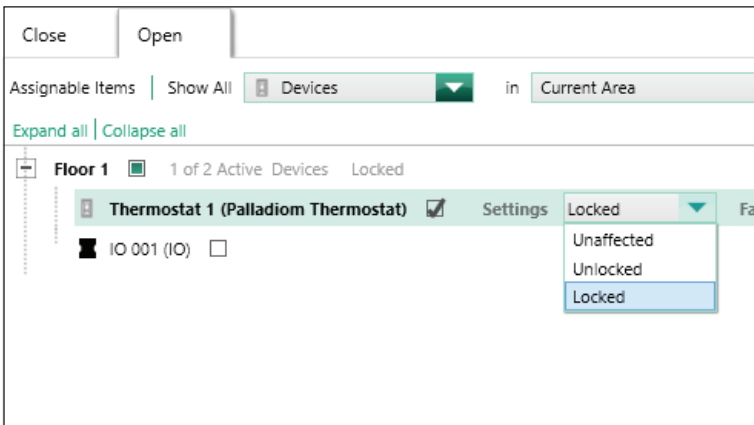 Close Open
Assignable Items Show All Devices in Current Area
Expand all Collapse all
Floor 1 1 of 2 Active Devices Locked
Thermostat 1 (Palladiom Thermostat) Settings Locked Fa
Unaffected
IO 001 (IO)
Unlocked
Locked